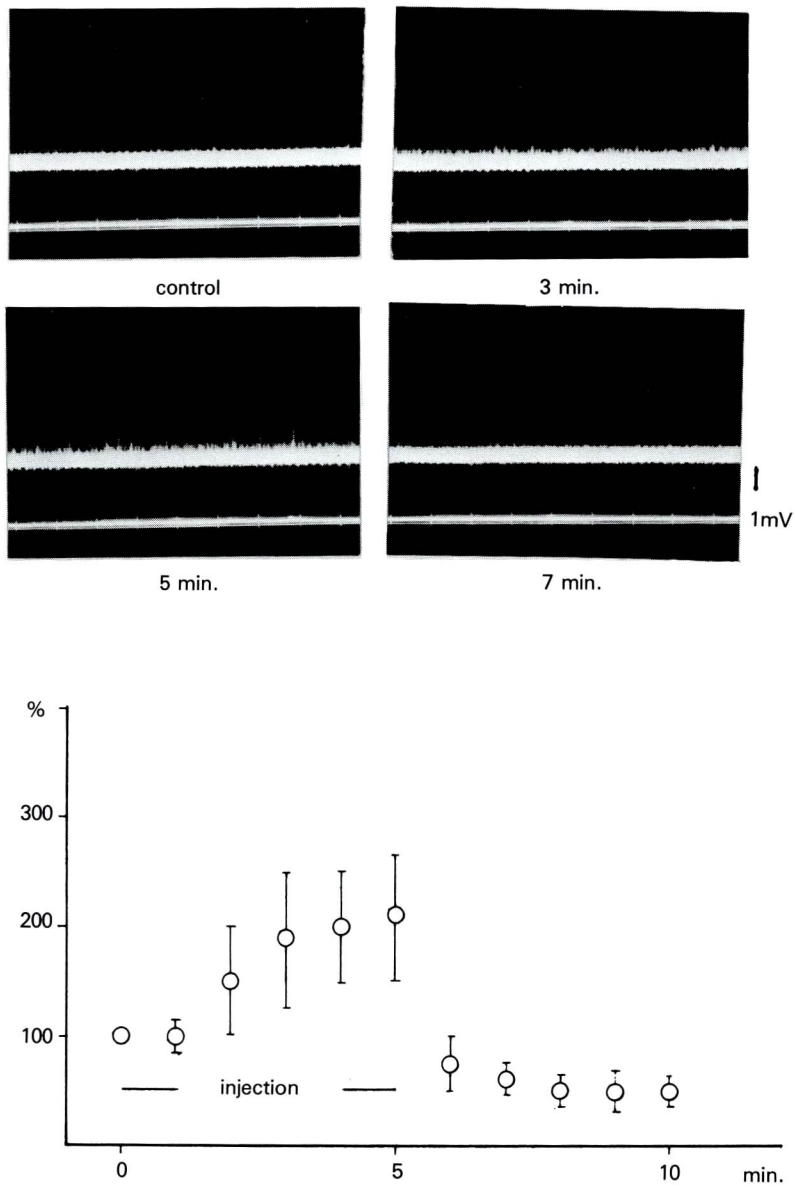 control
3 min.
5 min.
7 min.
1mV
%
300
200
100
injection
0
5
10
min.